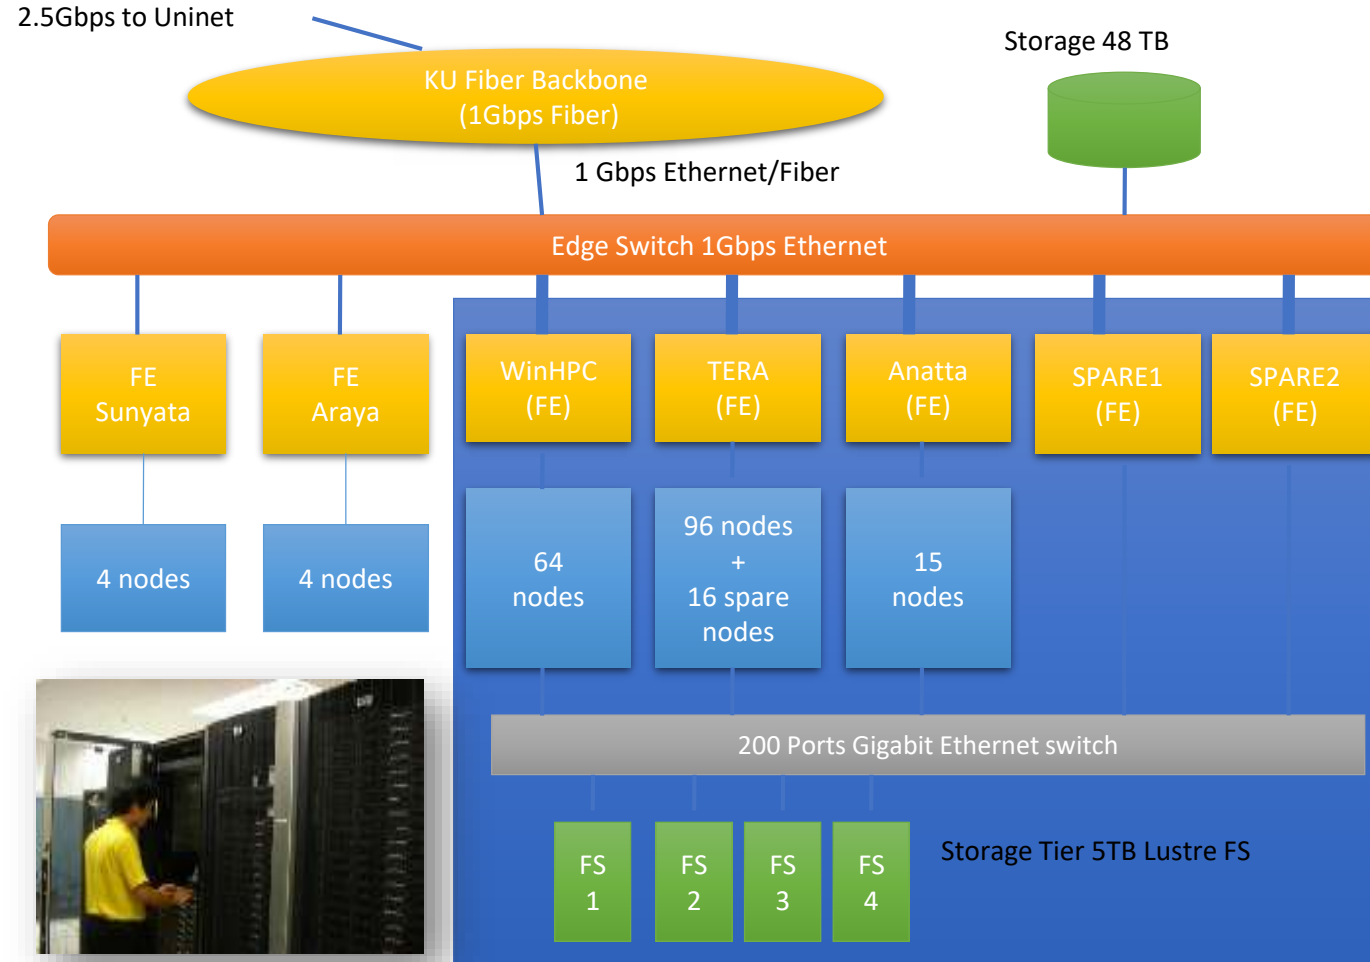 2.5Gbps to Uninet
KU Fiber Backbone
(1Gbps Fiber)
Storage 48 TB
1 Gbps Ethernet/Fiber
Edge Switch 1Gbps Ethernet
FE
Sunyata
FE
Araya
WinHPC
(FE)
TERA
(FE)
Anatta
(FE)
SPARE1
(FE)
SPARE2
(FE)
4 nodes
4 nodes
64
nodes
96 nodes
+
16 spare
nodes
15
nodes
200 Ports Gigabit Ethernet switch
FS
1
FS
2
FS
3
FS
4
Storage Tier 5TB Lustre FS